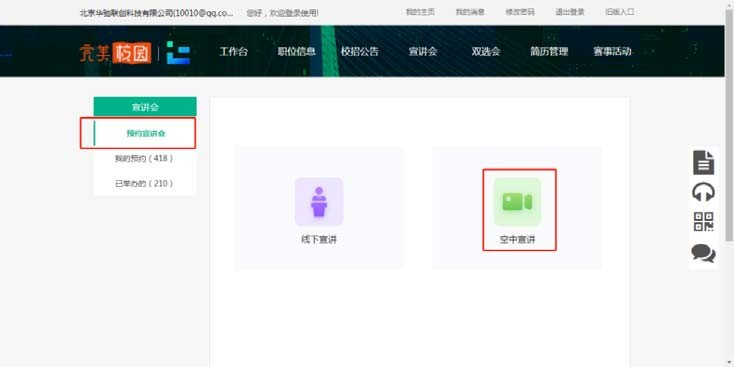 北京华驰联创科技有限公司(10010@qq.co... 您好，欢迎登录使用! 我的主页 我的消息 修改密码 退出登录 旧版入口
完美校园 工作台 职位信息 校招公告 宣讲会 双选会 简历管理 赛事活动
宣讲会
预约宣讲会
我的预约（418）
已举办的（210）
线下宣讲 空中宣讲